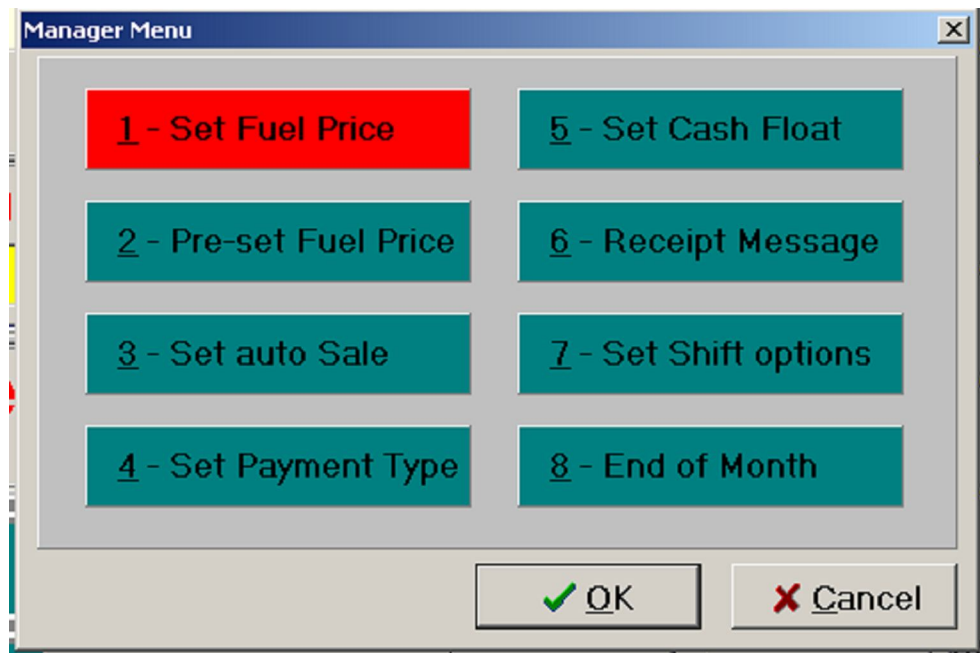 Manager Menu
1 - Set Fuel Price
2 - Pre-set Fuel Price
3 - Set auto Sale
4 - Set Payment Type
5 - Set Cash Float
6 - Receipt Message
7 - Set Shift options
8 - End of Month
OK
Cancel